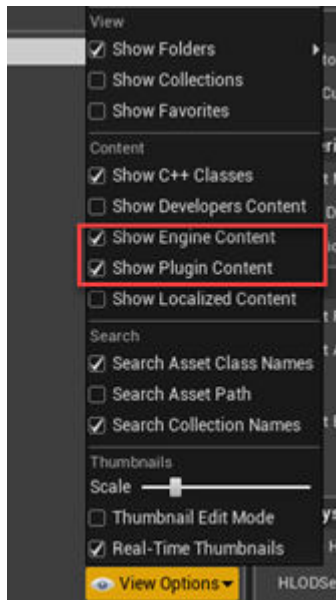 View
Show Folders
Show Collections
Show Favorites
Content
Show C++ Classes
Show Developers Content
Show Engine Content
Show Plugin Content
Show Localized Content
Search
Search Asset Class Names
Search Asset Path
Search Collection Names
Thumbnails
Scale
Thumbnail Edit Mode
Real-Time Thumbnails
View Options